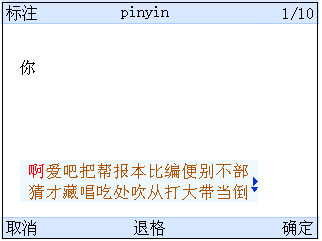 标注 pinyin 1/10
你
啊爱吧把帮报本比编便别不部
猜才藏唱吃处吹从打大带当倒
取消 退格 确定